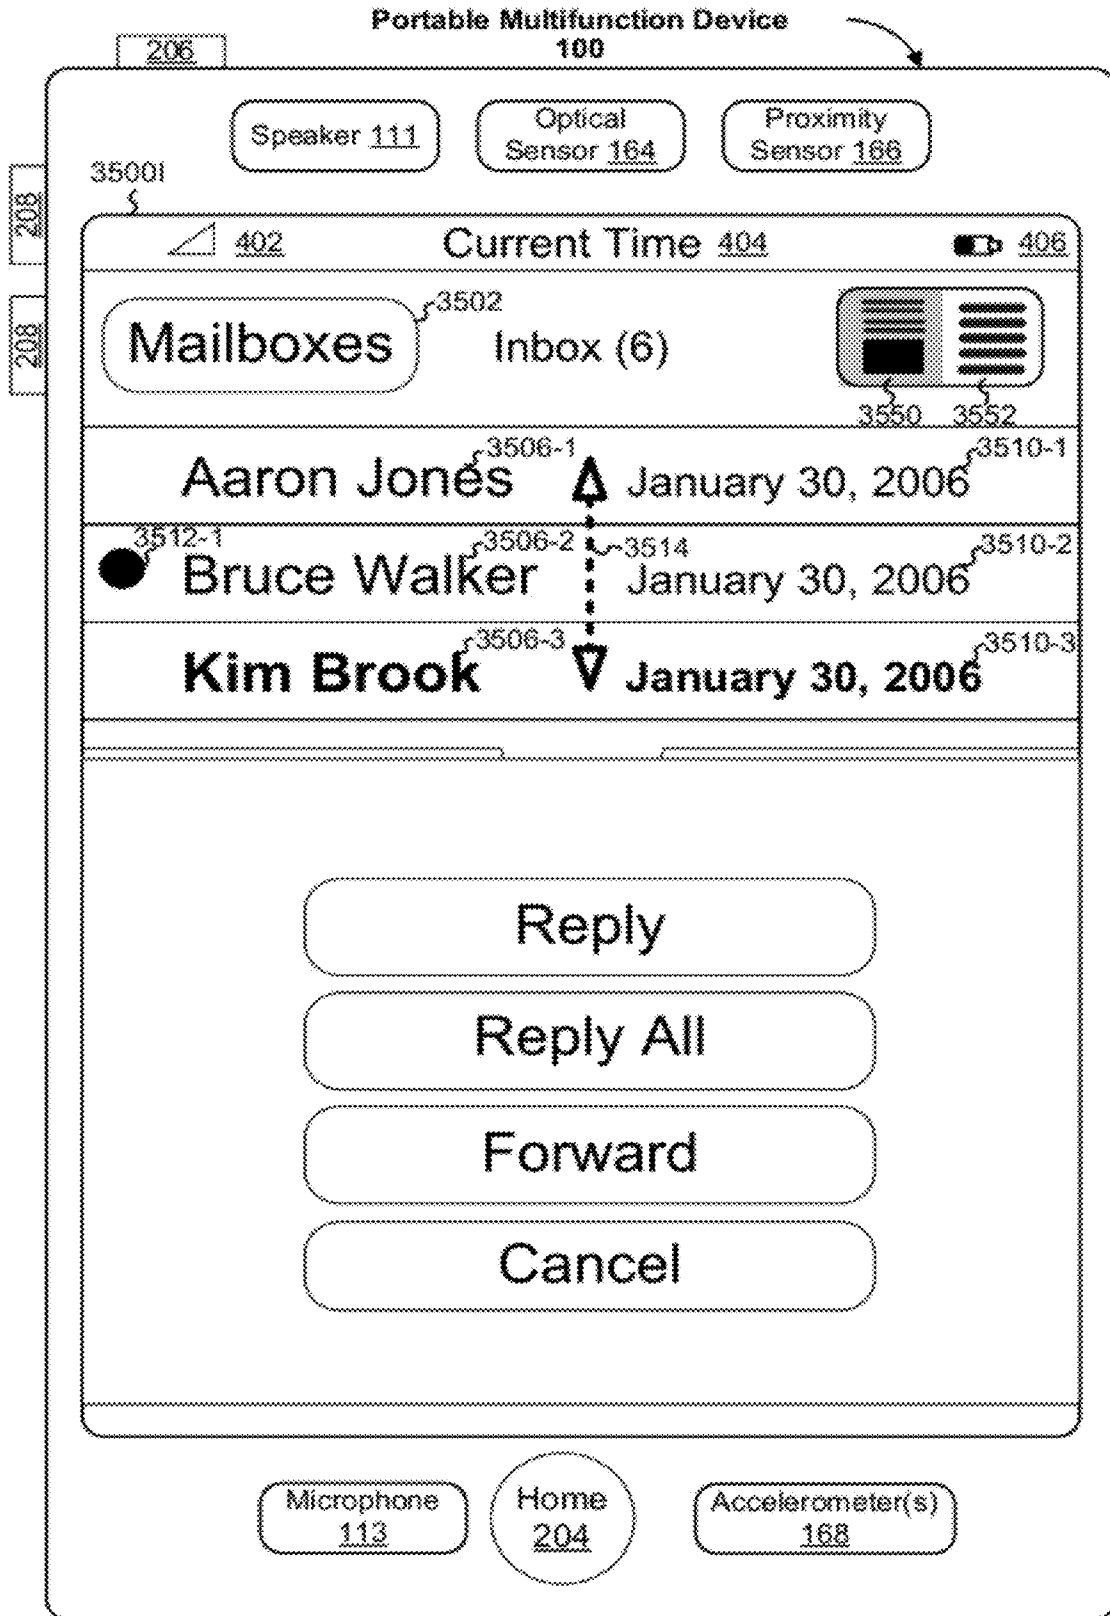 Portable Multifunction Device
100
206
Speaker 111
Optical
Sensor 164
Proximity
Sensor 166
208
208
3500I
402
Current Time 404
406
Mailboxes
3502
Inbox (6)
3550
3552
Aaron Jones
3506-1
January 30, 2006
3510-1
3512-1
Bruce Walker
3506-2
3514
January 30, 2006
3510-2
Kim Brook
3506-3
January 30, 2006
3510-3
Reply
Reply All
Forward
Cancel
Microphone
113
Home
204
Accelerometer(s)
168